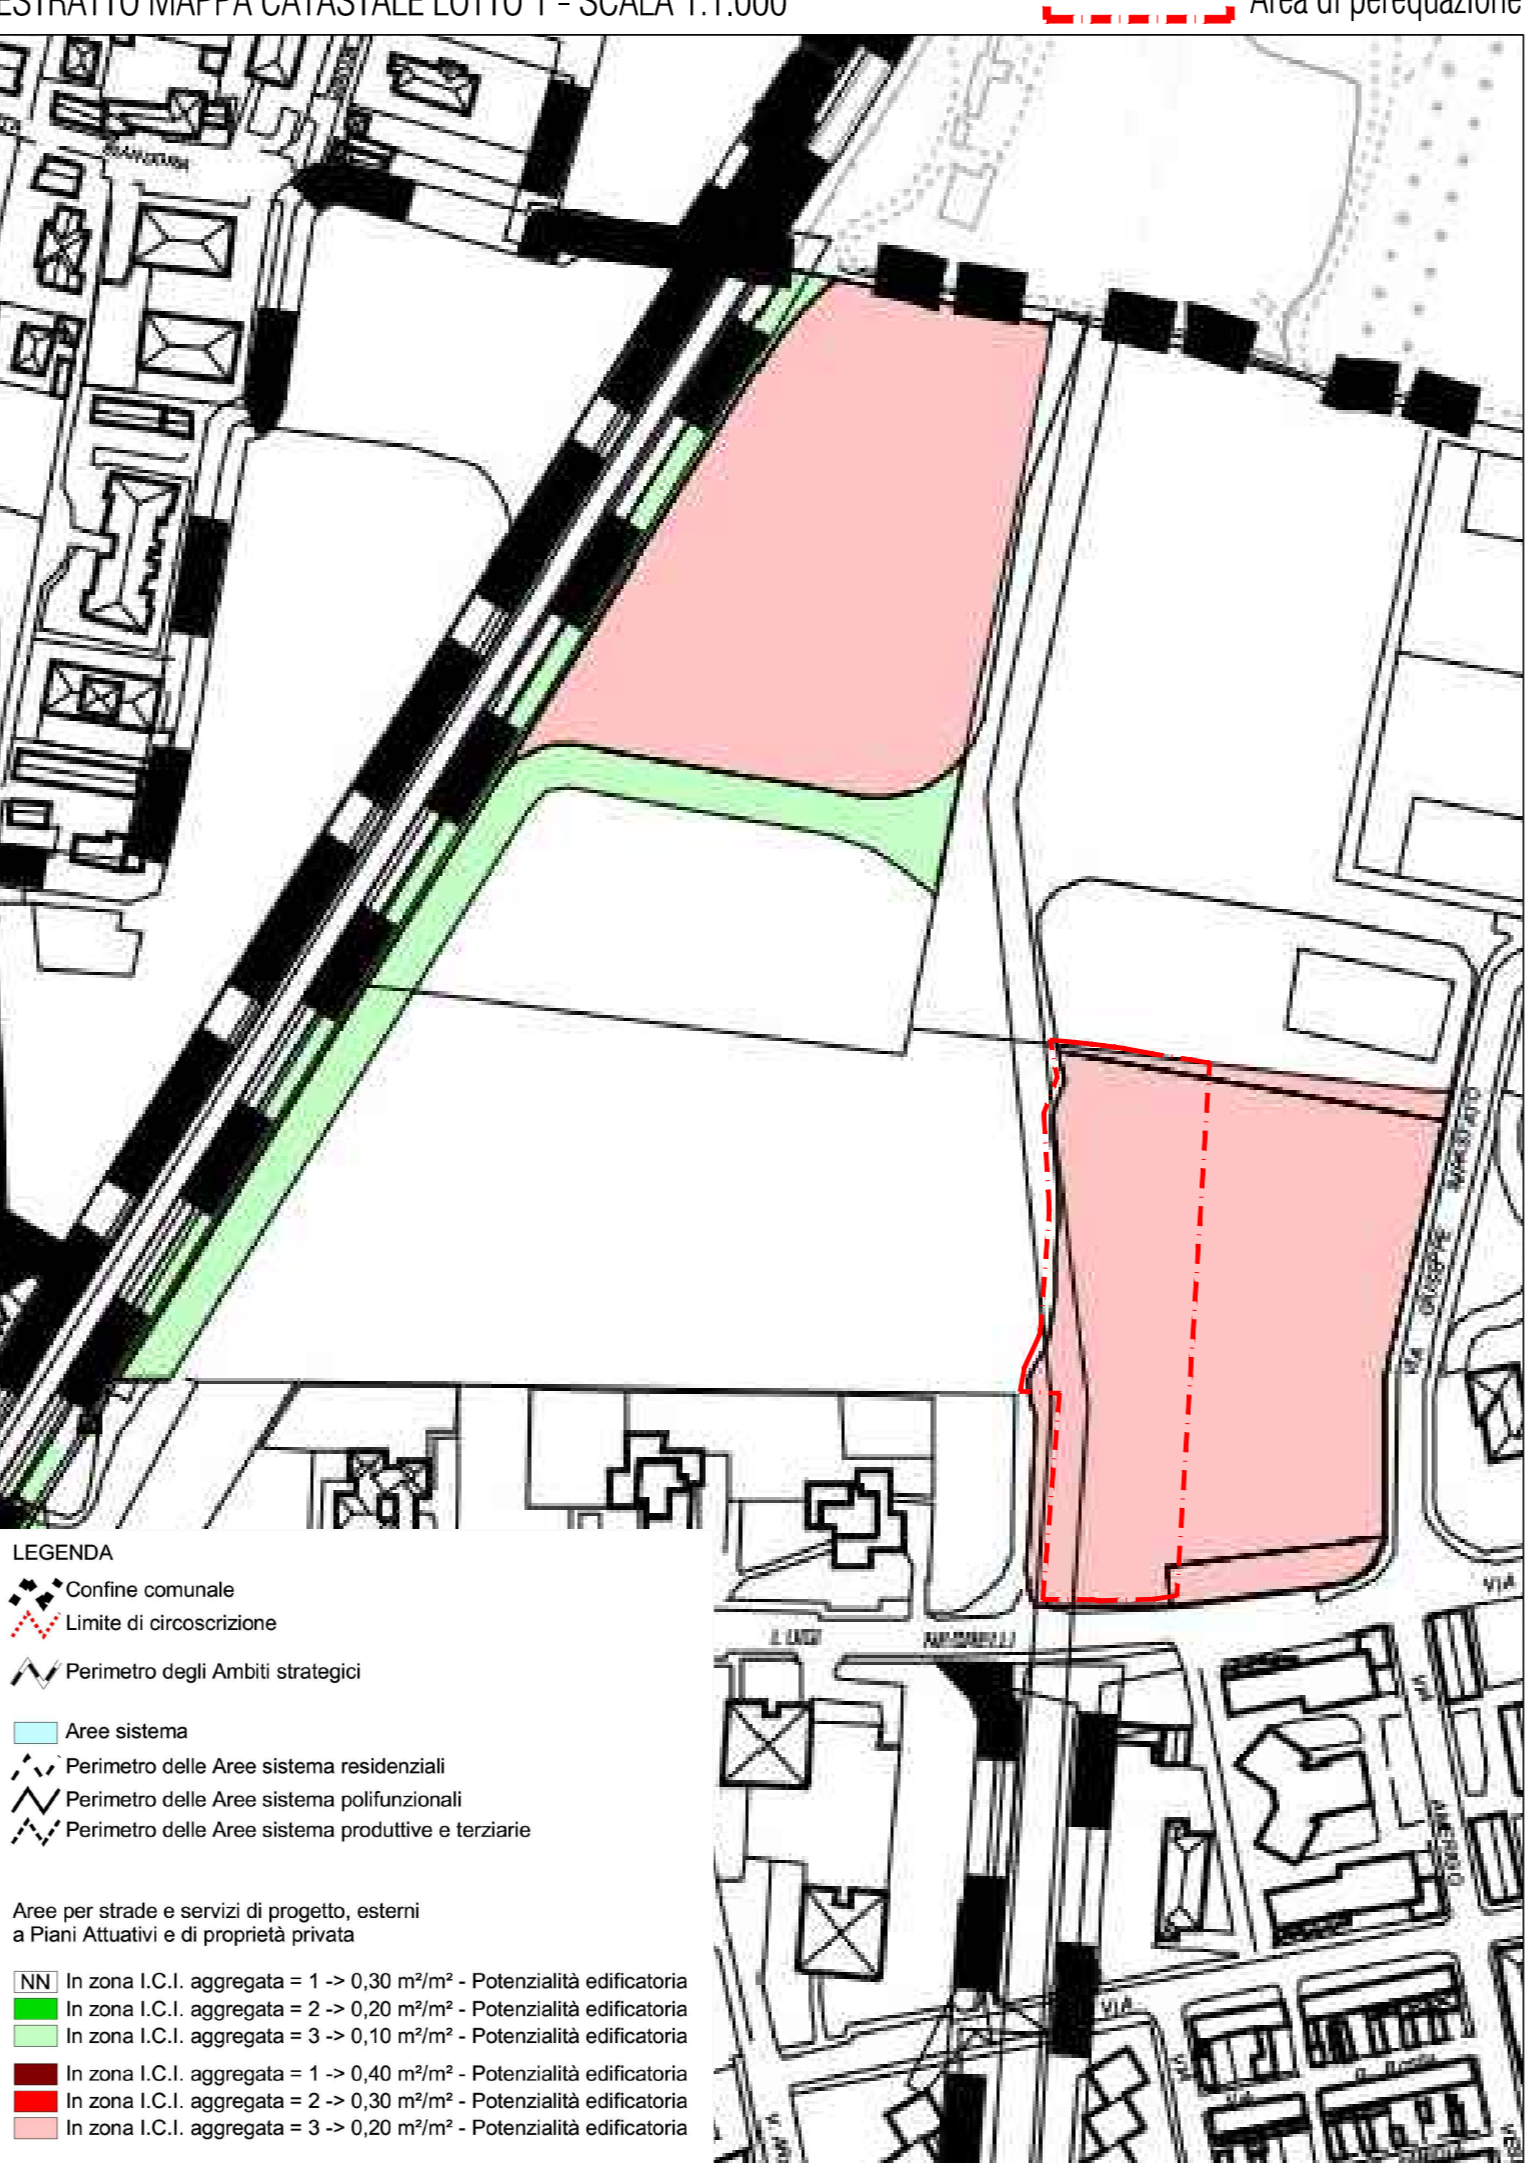 ESTRATTO MAPPA CATASTALE LOTTO 1 - SCALA 1:1.000
Area di perequazione
VIA GIUSEPPE
VIA
LUIGI
VIA
VIA
VIA
LEGENDA
Confine comunale
Limite di circoscrizione
Perimetro degli Ambiti strategici
Aree sistema
Perimetro delle Aree sistema residenziali
Perimetro delle Aree sistema polifunzionali
Perimetro delle Aree sistema produttive e terziarie
Aree per strade e servizi di progetto, esterni
a Piani Attuativi e di proprietà privata
NN In zona I.C.I. aggregata = 1 -> 0,30 m²/m² - Potenzialità edificatoria
In zona I.C.I. aggregata = 2 -> 0,20 m²/m² - Potenzialità edificatoria
In zona I.C.I. aggregata = 3 -> 0,10 m²/m² - Potenzialità edificatoria
In zona I.C.I. aggregata = 1 -> 0,40 m²/m² - Potenzialità edificatoria
In zona I.C.I. aggregata = 2 -> 0,30 m²/m² - Potenzialità edificatoria
In zona I.C.I. aggregata = 3 -> 0,20 m²/m² - Potenzialità edificatoria